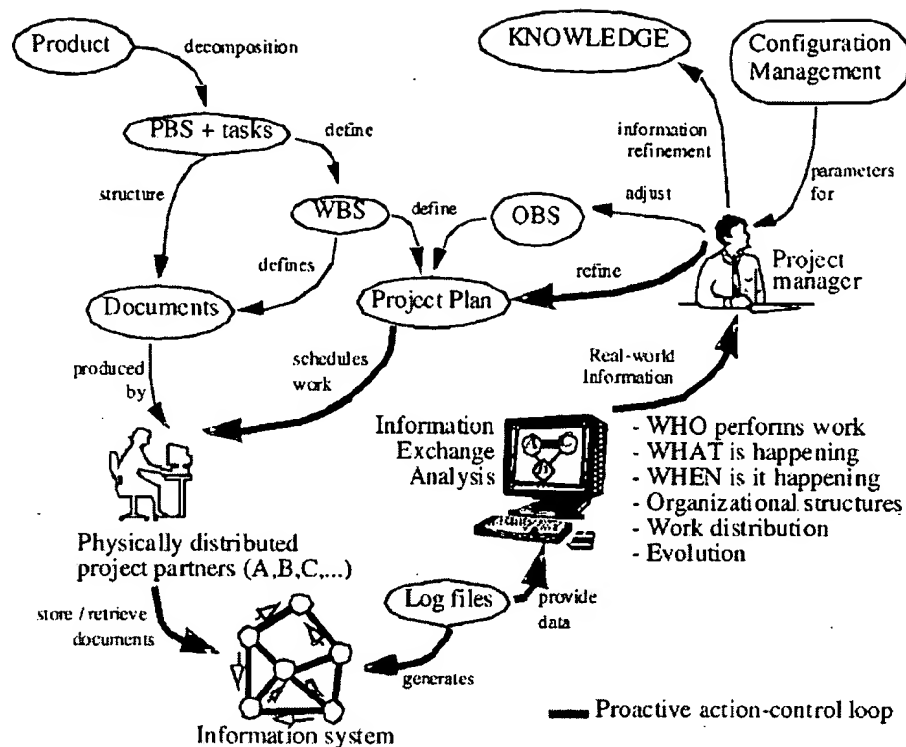 Product
decomposition
KNOWLEDGE
Configuration
Management
PBS + tasks
define
information
refinement
structure
parameters
for
WBS
define
OBS
adjust
defines
refine
Project
manager
Documents
Project Plan
produced
by
schedules
work
Real-world
Information
Information
Exchange
Analysis
- WHO performs work
- WHAT is happening
- WHEN is it happening
- Organizational structures
- Work distribution
- Evolution
Physically distributed
project partners (A,B,C,...)
store / retrieve
documents
Log files
provide
data
generates
Information system
Proactive action-control loop